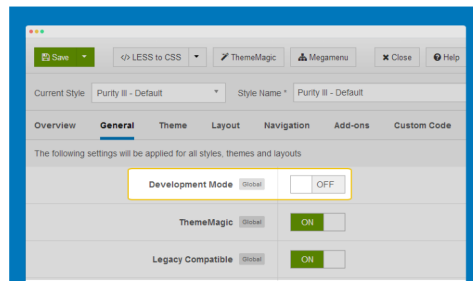 Save </> LESS to CSS ThemeMagic Megamenu Close Help
Current Style Purity III - Default Style Name * Purity III - Default
Overview General Theme Layout Navigation Add-ons Custom Code
The following settings will be applied for all styles, themes and layouts
Development Mode Global OFF
ThemeMagic Global ON
Legacy Compatible Global ON